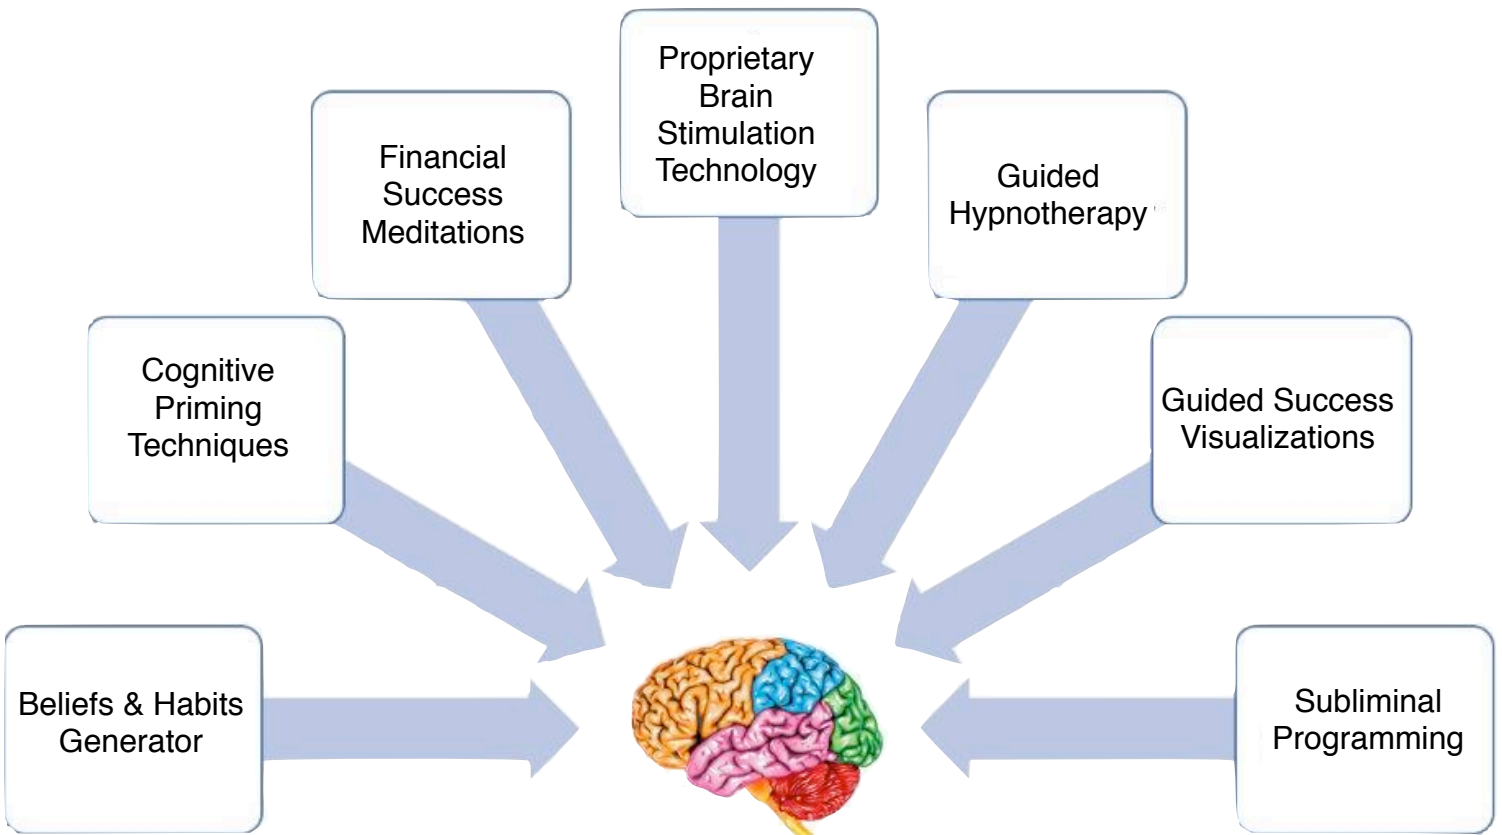 Proprietary
Brain
Stimulation
Technology
Financial
Success
Meditations
Guided
Hypnotherapy
Cognitive
Priming
Techniques
Guided Success
Visualizations
Beliefs & Habits
Generator
Subliminal
Programming